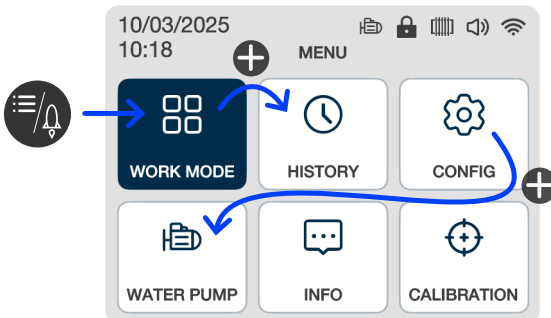 10/03/2025
10:18
MENU
WORK MODE
HISTORY
CONFIG
WATER PUMP
INFO
CALIBRATION